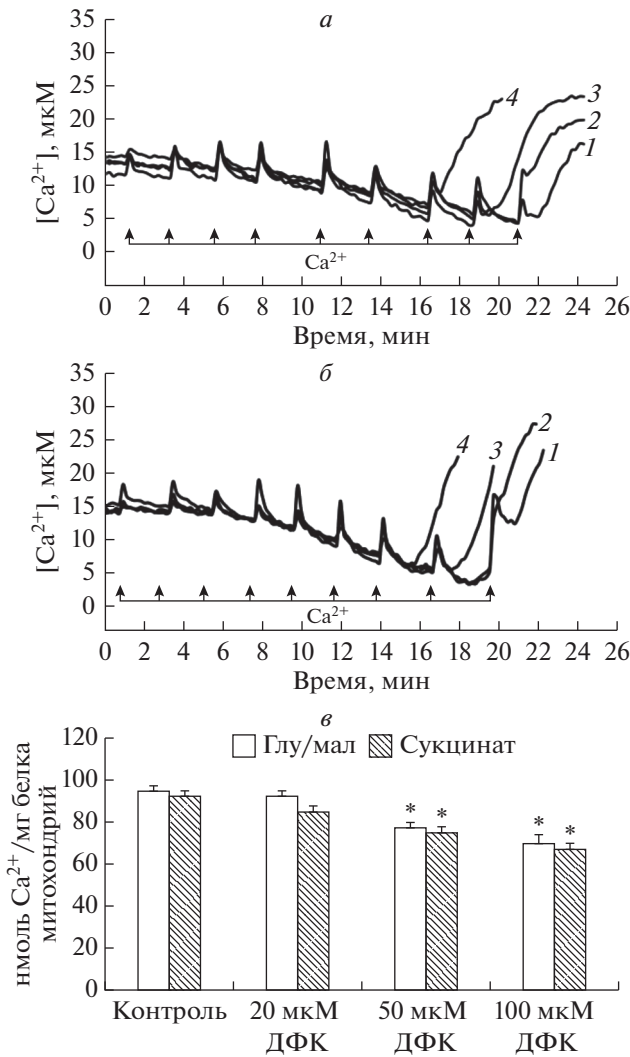 а
[Ca2+], мкМ
35
30
25
20
15
10
5
0
4
3
2
1
Ca2+
0 2 4 6 8 10 12 14 16 18 20 22 24 26
Время, мин
б
[Ca2+], мкМ
35
30
25
20
15
10
5
0
4
3
2
1
Ca2+
0 2 4 6 8 10 12 14 16 18 20 22 24 26
Время, мин
в
нмоль Ca2+/мг белка
митохондрий
120
100
80
60
40
20
0
Глу/мал Сукцинат
* * * *
Контроль 20 мкМ 50 мкМ 100 мкМ
ДФК ДФК ДФК